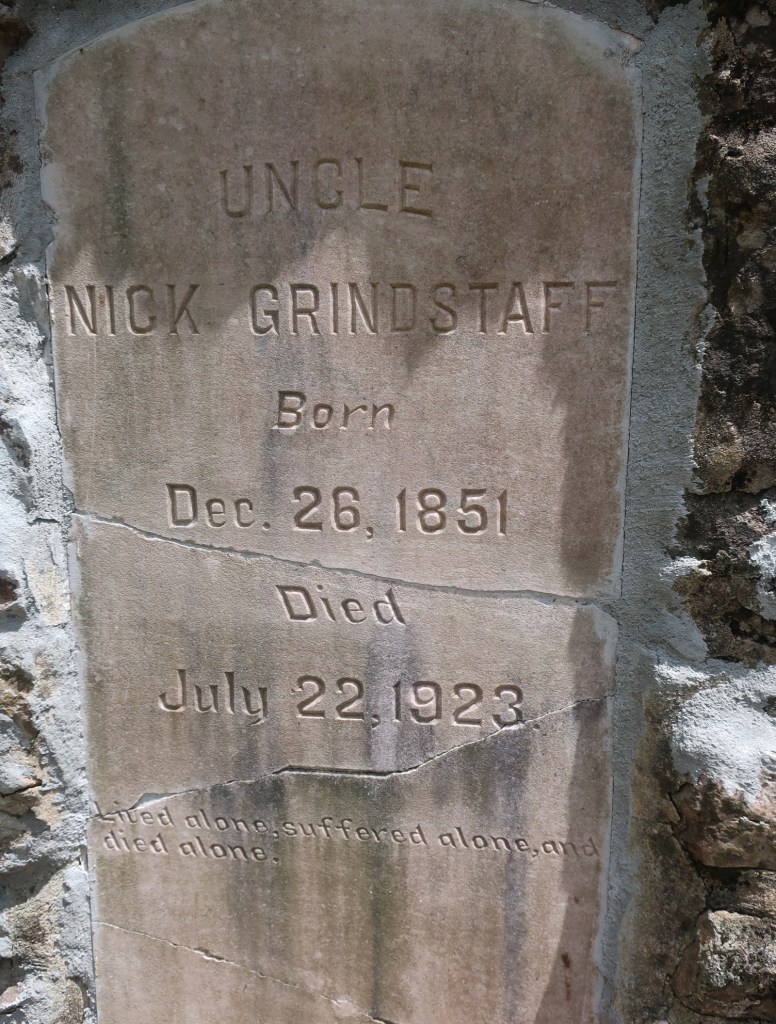 UNCLE
NICK GRINDSTAFF
Born
Dec. 26, 1851
Died
July 22, 1923.
Lived alone, suffered alone, and
died alone.